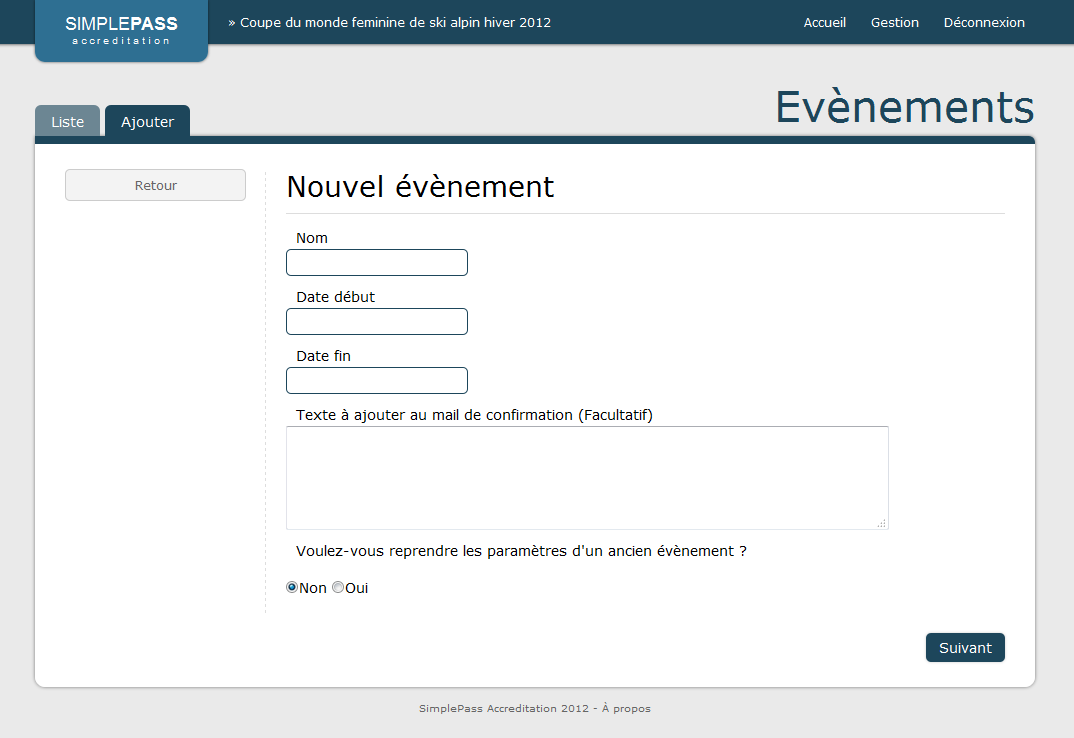 SIMPLEPASS
accreditation
» Coupe du monde feminine de ski alpin hiver 2012
Accueil Gestion Déconnexion
Liste Ajouter
Evènements
Retour
Nouvel évènement
Nom
Date début
Date fin
Texte à ajouter au mail de confirmation (Facultatif)
Voulez-vous reprendre les paramètres d'un ancien évènement ?
Non Oui
Suivant
SimplePass Accreditation 2012 - À propos